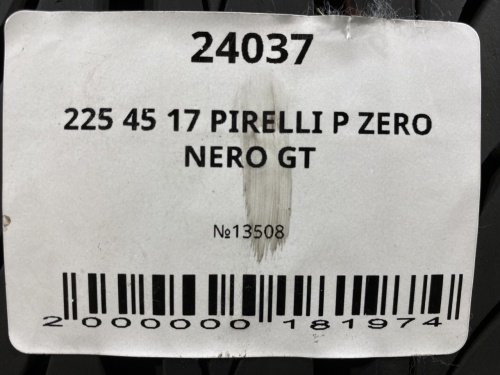 24037
225 45 17 PIRELLI P ZERO
NERO GT
№13508
2 000000 181974